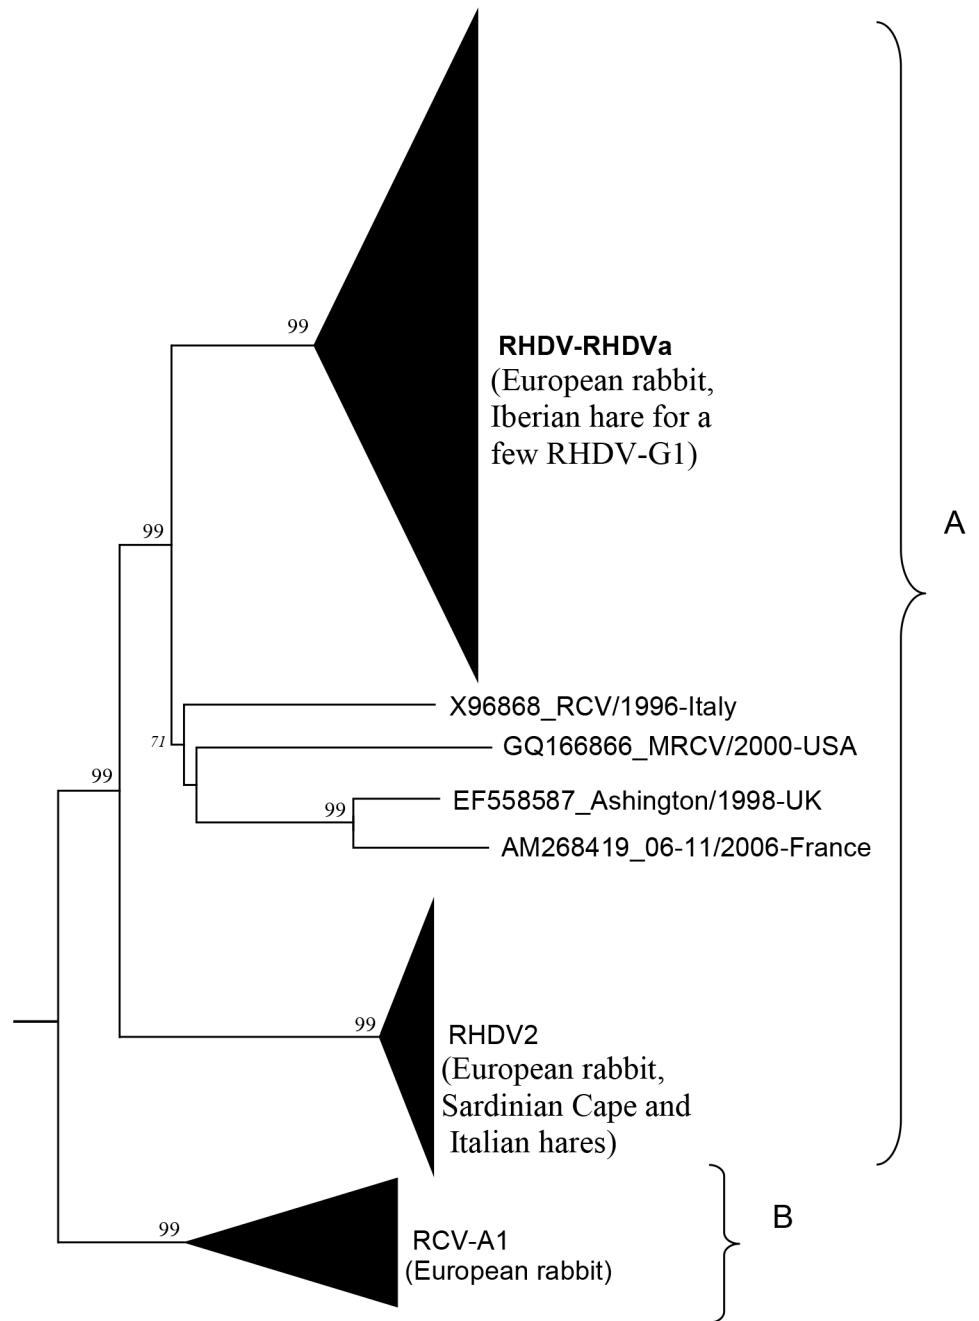 99
RHDV-RHDVa
(European rabbit,
Iberian hare for a
few RHDV-G1)
A
99
X96868_RCV/1996-Italy
71
GQ166866_MRCV/2000-USA
99
EF558587_Ashington/1998-UK
99
AM268419_06-11/2006-France
99
RHDV2
(European rabbit,
Sardinian Cape and
Italian hares)
B
99
RCV-A1
(European rabbit)